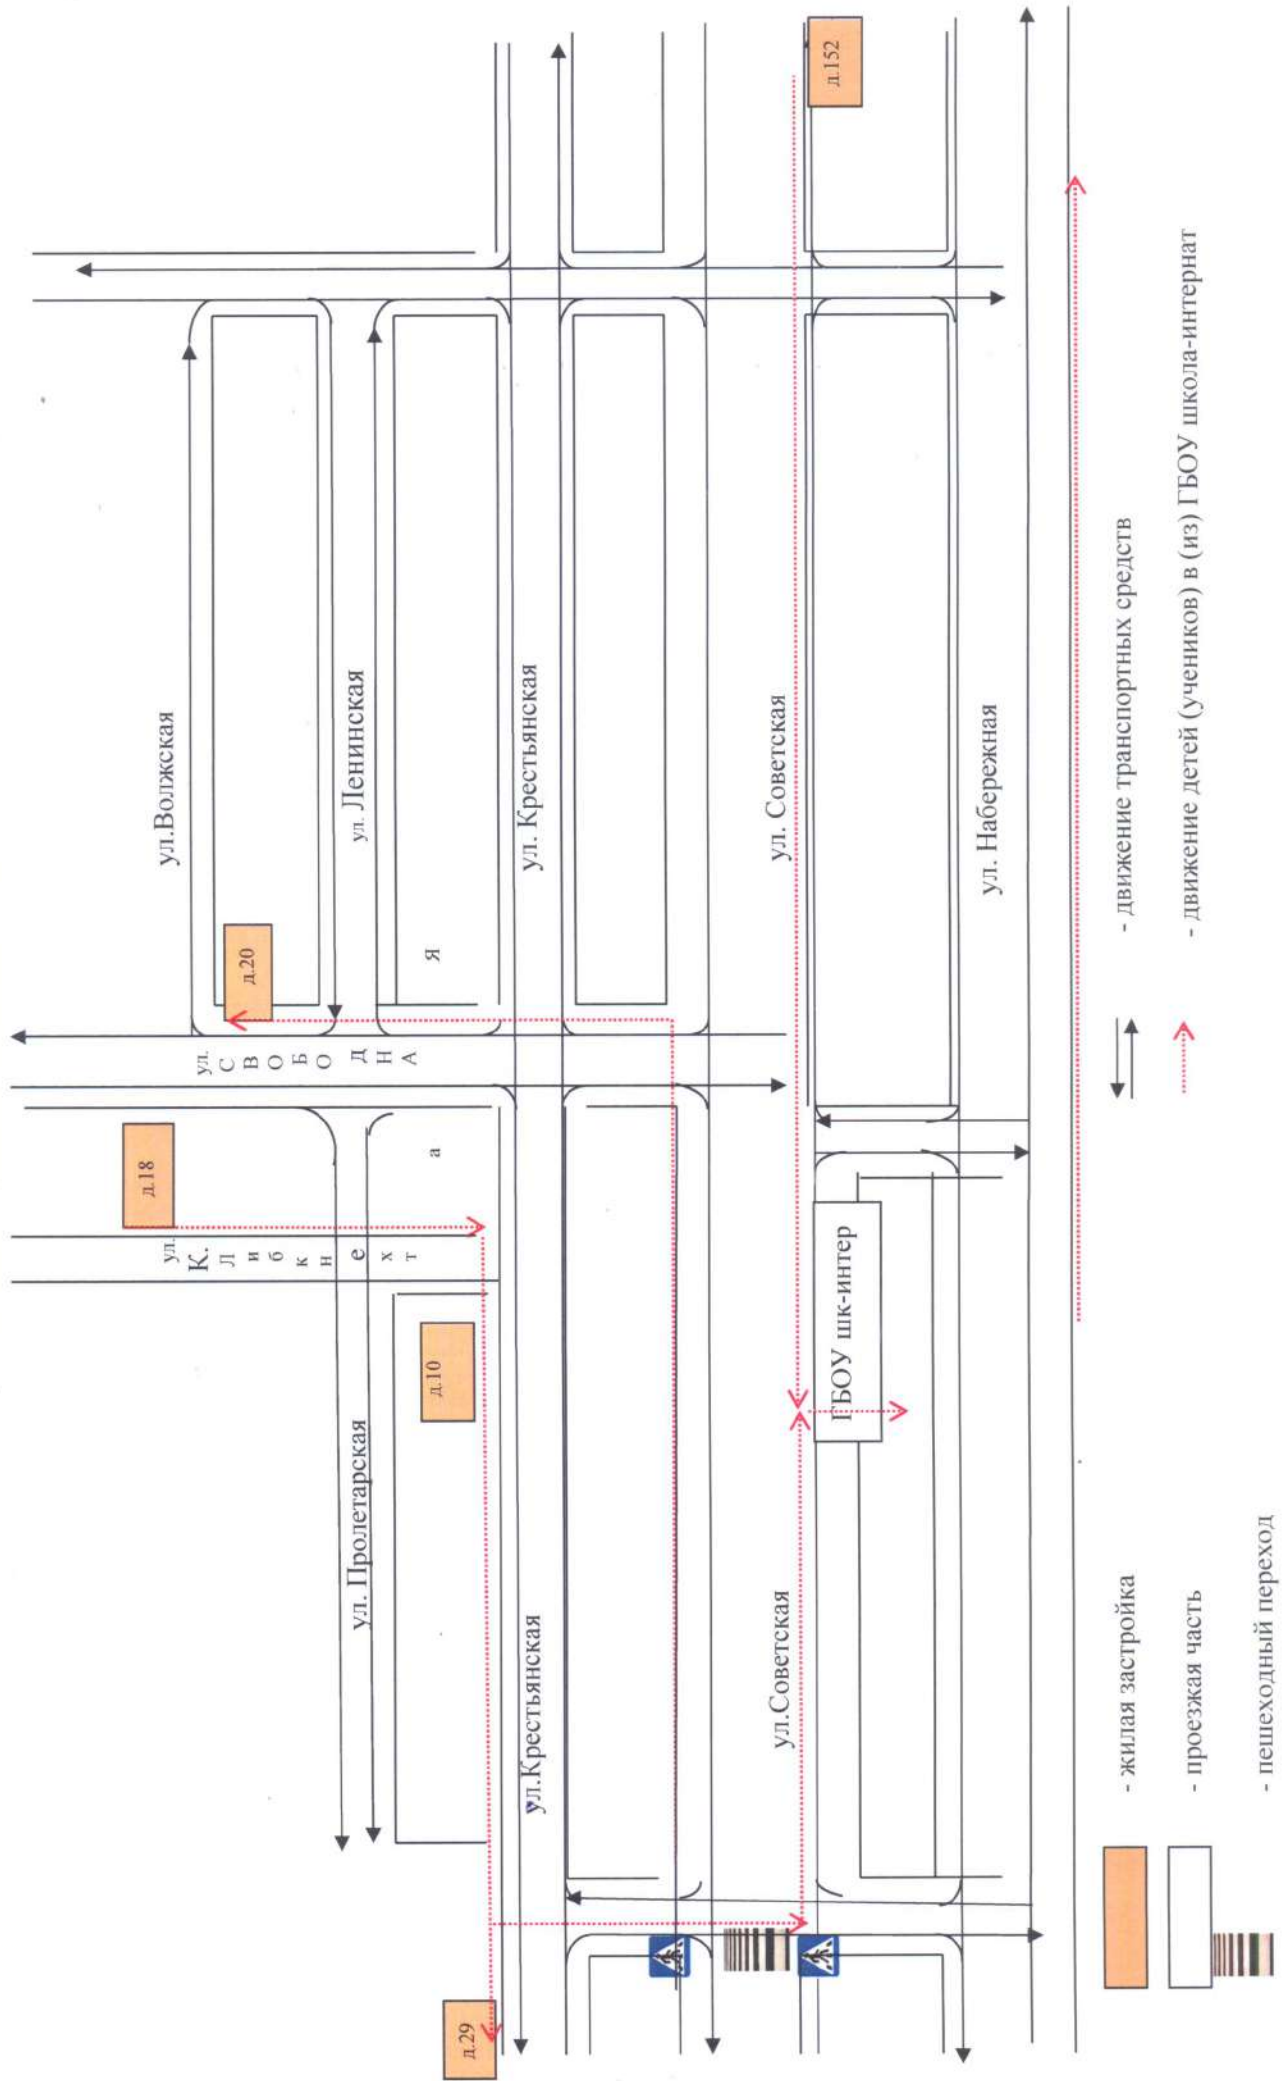 ул.Волжская
д.20
ул. Ленинская
я
ул.
С
В
О
Б
О
Д
Н
А
д.18
ул.
К.
Л
и
б
к
н
е
х
т
а
д.10
ул. Пролетарская
ул. Крестьянская
ул.Крестьянская
д.29
д.152
ул. Советская
ул.Советская
ГБОУ шк-интер
ул. Набережная
- жилая застройка
- проезжая часть
- пешеходный переход
- движение транспортных средств
- движение детей (учеников) в (из) ГБОУ школа-интернат